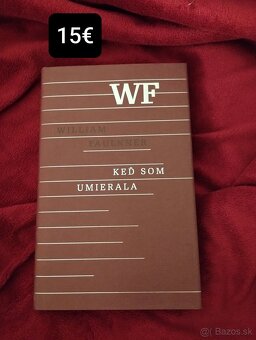 15€
WF
WILLIAM
FAULKNER
KEĎ SOM
UMIERALA
Bazos.sk